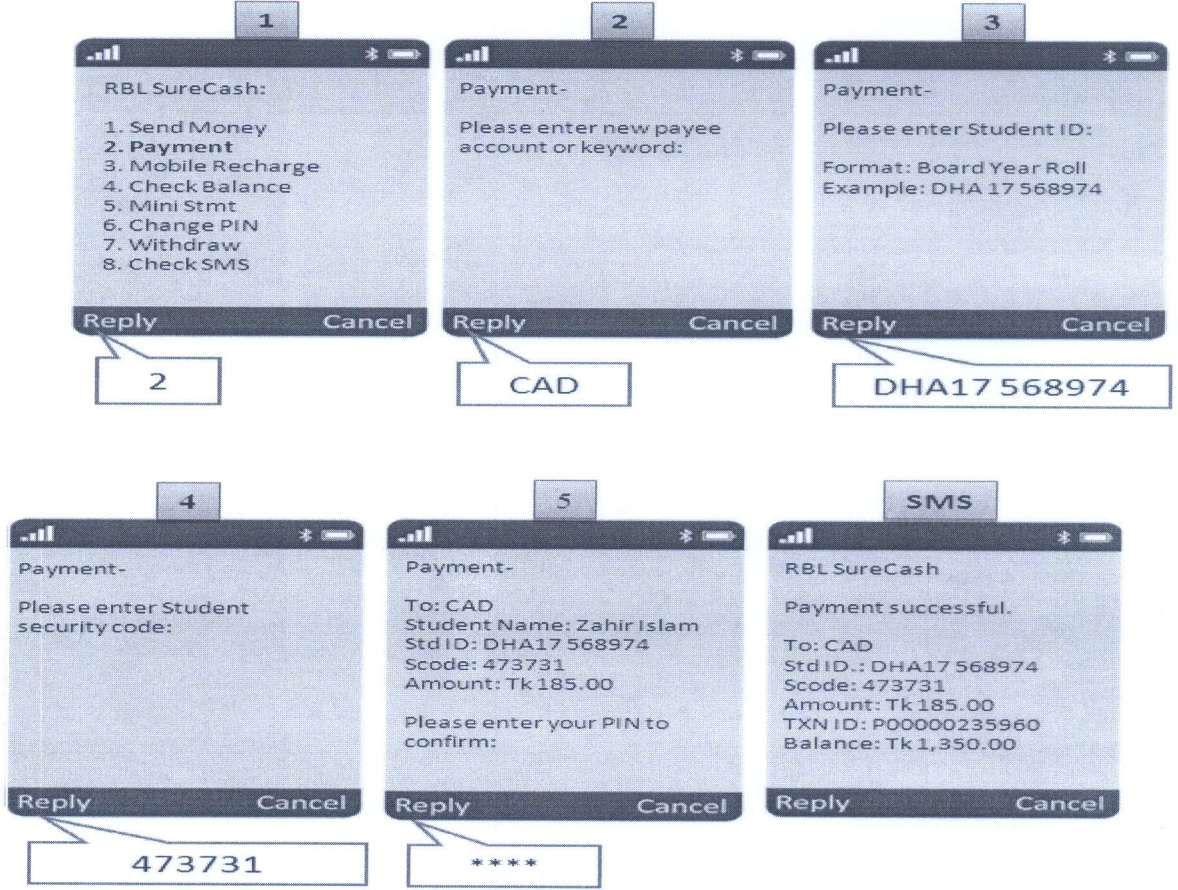 1
RBL SureCash:
1. Send Money
2. Payment
3. Mobile Recharge
4. Check Balance
5. Mini Stmt
6. Change PIN
7. Withdraw
8. Check SMS
Reply Cancel
2
2
Payment-
Please enter new payee
account or keyword:
Reply Cancel
CAD
3
Payment-
Please enter Student ID:
Format: Board Year Roll
Example: DHA 17 568974
Reply Cancel
DHA17 568974
4
Payment-
Please enter Student
security code:
Reply Cancel
473731
5
Payment-
To: CAD
Student Name: Zahir Islam
Std ID: DHA17 568974
Scode: 473731
Amount: Tk 185.00
Please enter your PIN to
confirm:
Reply Cancel
****
SMS
RBL SureCash
Payment successful.
To: CAD
Std ID.: DHA17 568974
Scode: 473731
Amount: Tk 185.00
TXN ID: P00000235960
Balance: Tk 1,350.00
Reply Cancel